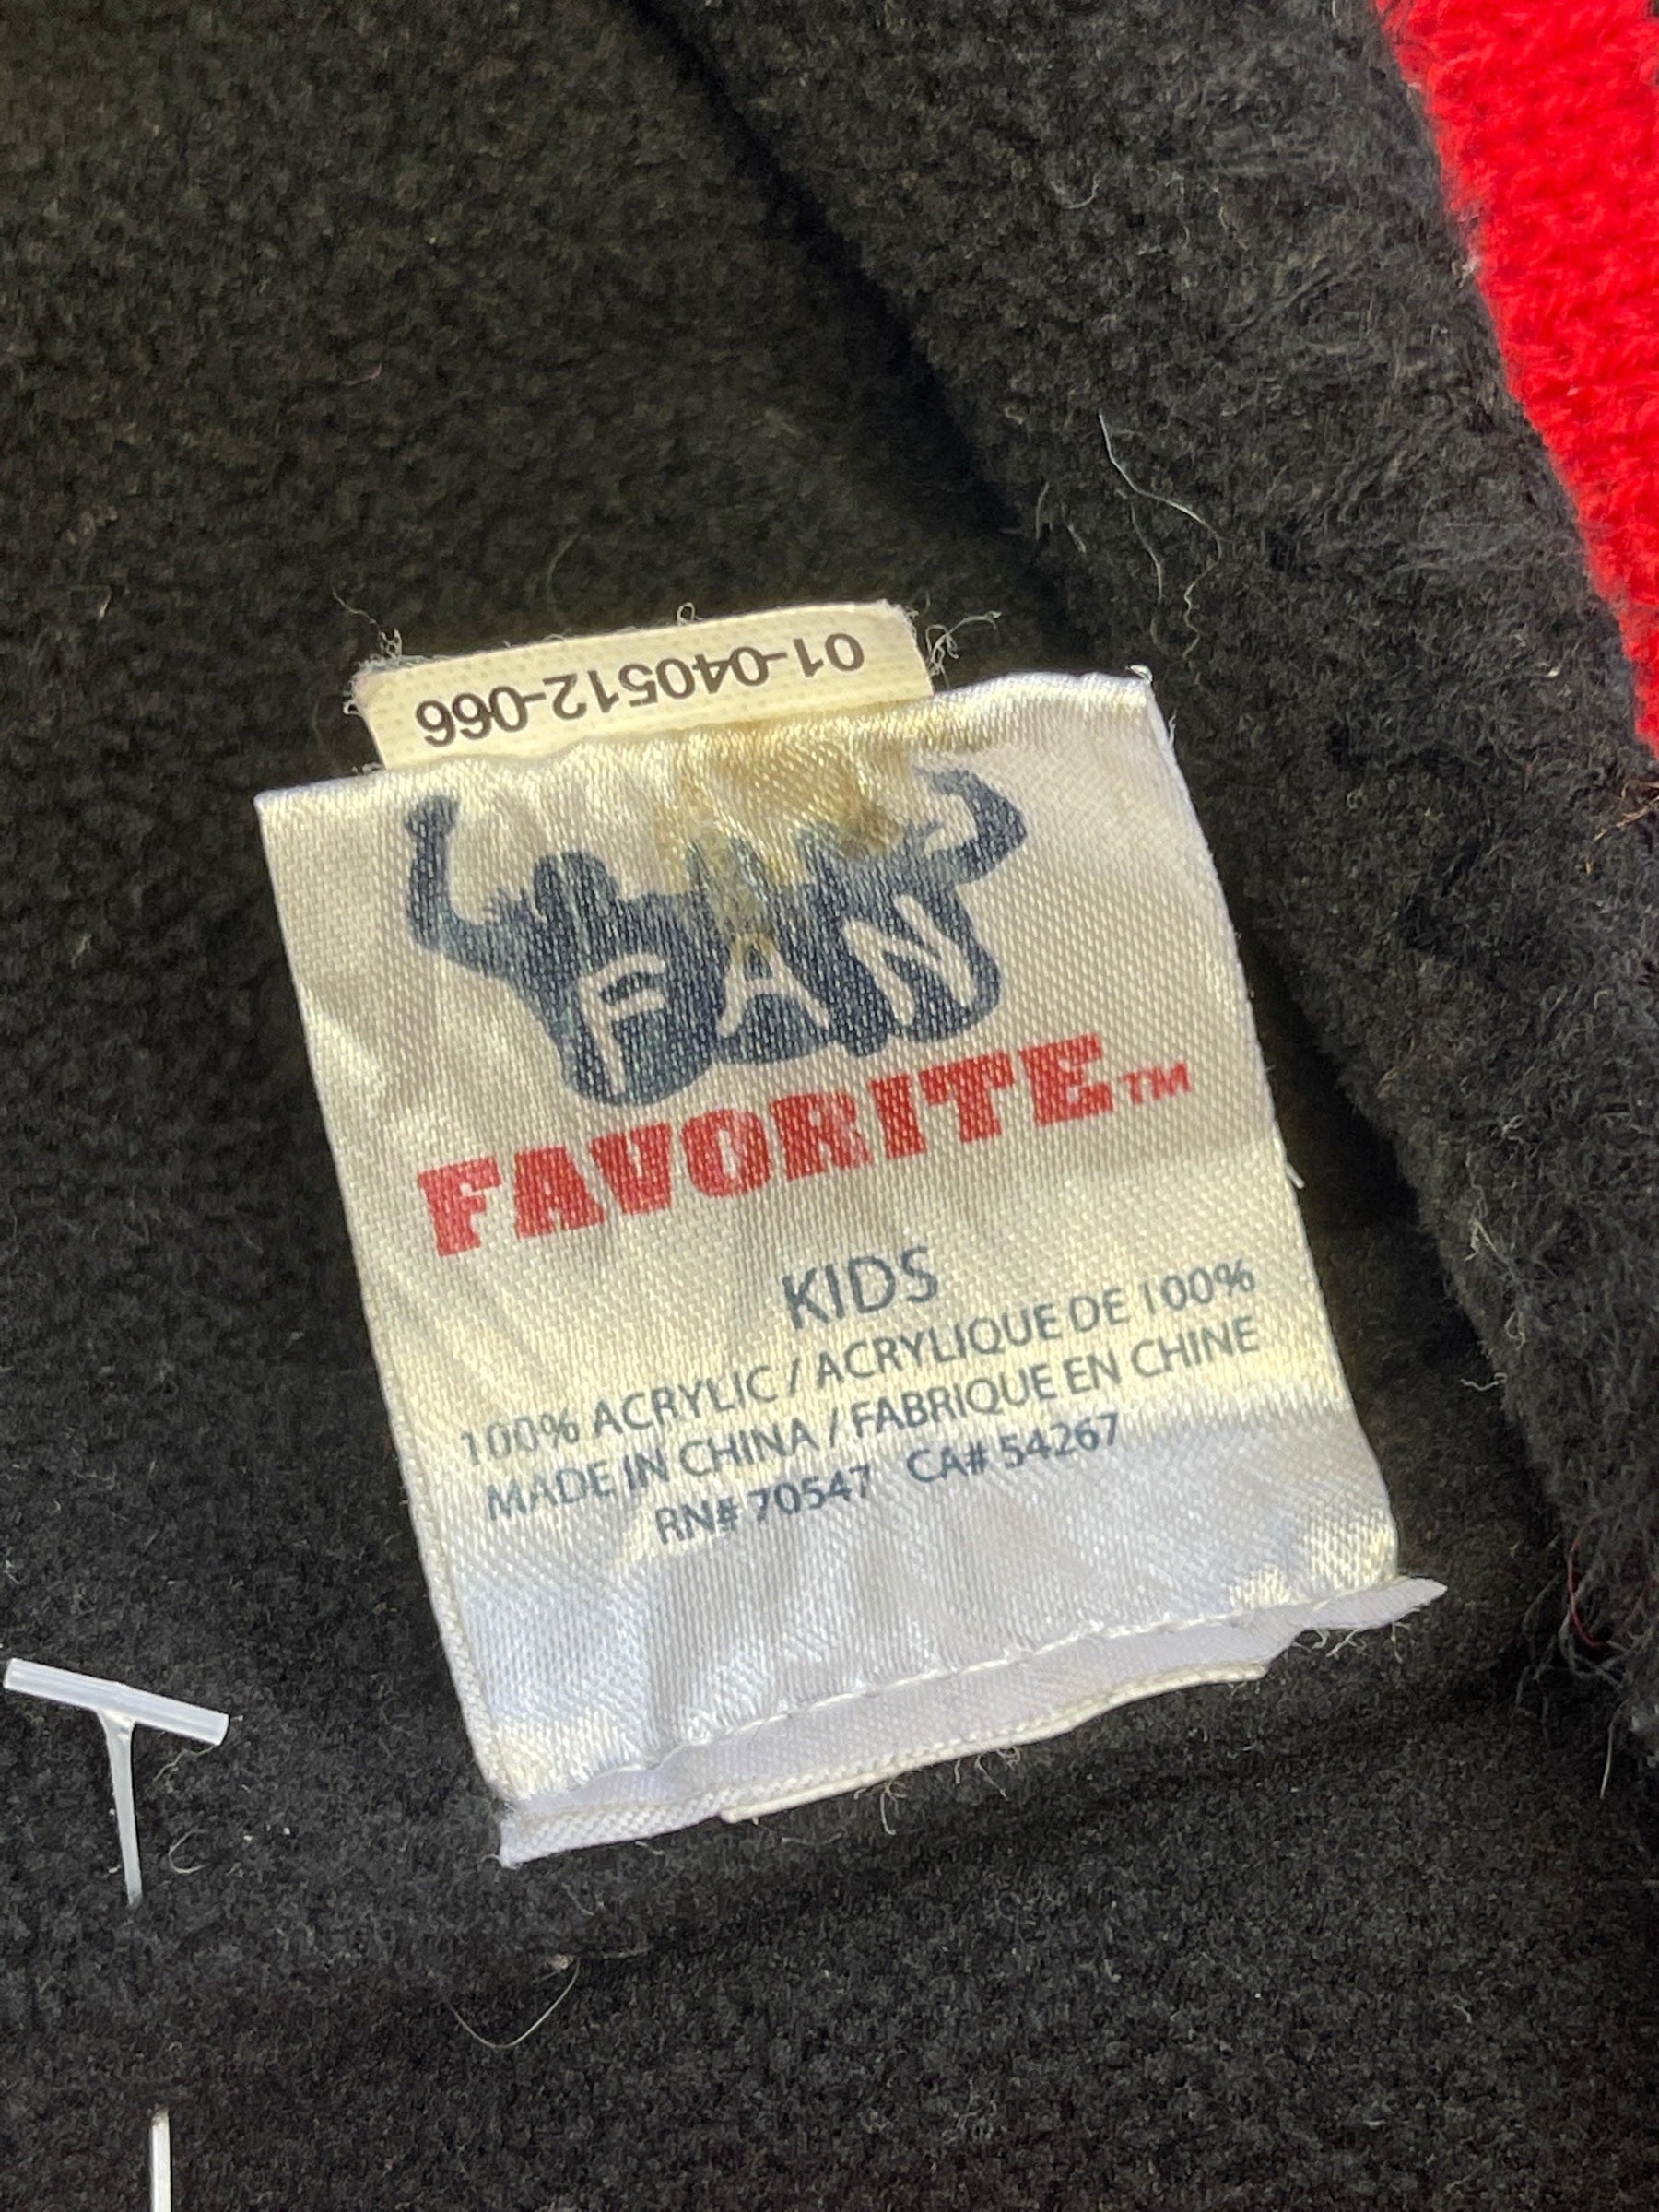 01-040512-066
FAN
FAVORITE™
KIDS
100% ACRYLIC / ACRYLIQUE DE 100%
MADE IN CHINA / FABRIQUE EN CHINE
RN# 70547 CA# 54267